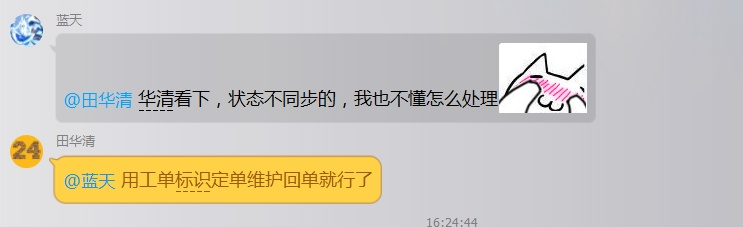 蓝天
@田华清 华清看下，状态不同步的，我也不懂怎么处理
田华清
24
@蓝天 用工单标识定单维护回单就行了
16:24:44